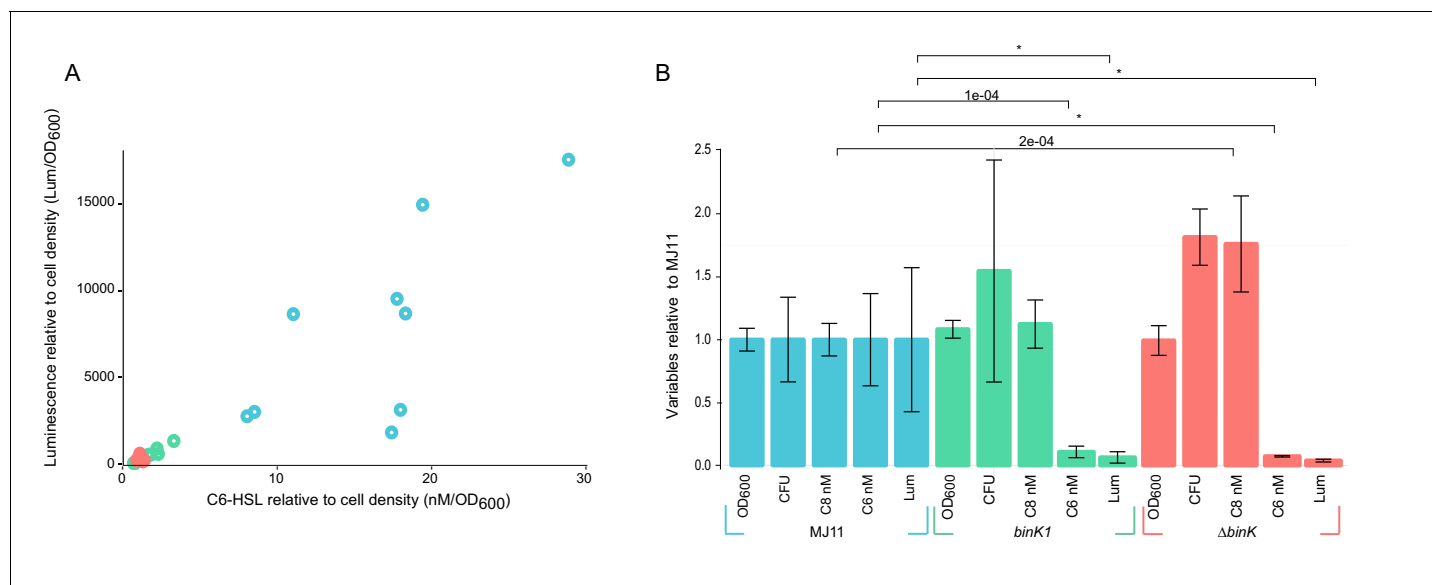 A
Luminescence relative to cell density (Lum/OD600)
15000
10000
5000
0
0
10
20
30
C6-HSL relative to cell density (nM/OD600)
B
*
*
1e-04
*
2e-04
Variables relative to MJ11
2.5
2.0
1.5
1.0
0.5
0.0
OD600
CFU
C8 nM
C6 nM
Lum
OD600
CFU
C8 nM
C6 nM
Lum
OD600
CFU
C8 nM
C6 nM
Lum
MJ11
binK1
ΔbinK